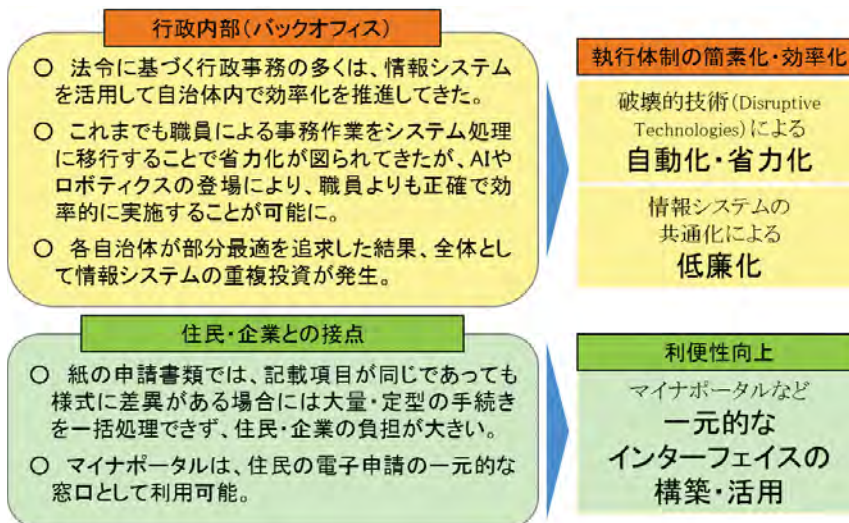 行政内部(バックオフィス)
○ 法令に基づく行政事務の多くは、情報システム
を活用して自治体内で効率化を推進してきた。
○ これまでも職員による事務作業をシステム処理
に移行することで省力化が図られてきたが、AIや
ロボティクスの登場により、職員よりも正確で効
率的に実施することが可能に。
○ 各自治体が部分最適を追求した結果、全体とし
て情報システムの重複投資が発生。
執行体制の簡素化・効率化
破壊的技術(Disruptive
Technologies)による
自動化・省力化
情報システムの
共通化による
低廉化
住民・企業との接点
○ 紙の申請書類では、記載項目が同じであっても
様式に差異がある場合には大量・定型の手続き
を一括処理できず、住民・企業の負担が大きい。
○ マイナポータルは、住民の電子申請の一元的な
窓口として利用可能。
利便性向上
マイナポータルなど
一元的な
インターフェイスの
構築・活用